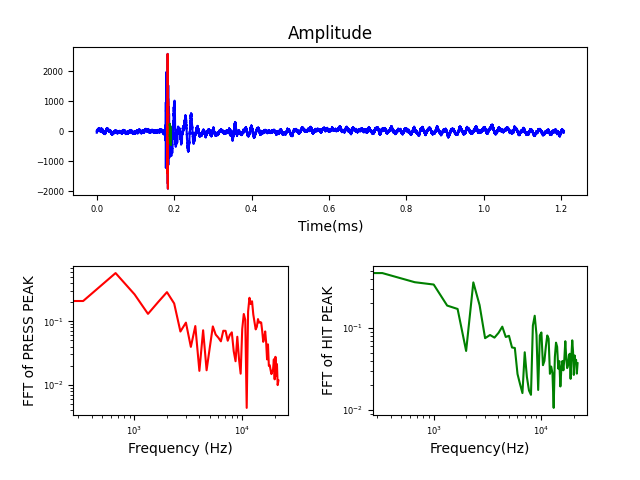 Amplitude
2000
1000
0
−1000
−2000
0.0 0.2 0.4 0.6 0.8 1.0 1.2
Time(ms)
FFT of PRESS PEAK
10⁻¹
10⁻²
10³ 10⁴
Frequency (Hz)
FFT of HIT PEAK
10⁻¹
10⁻²
10³ 10⁴
Frequency(Hz)